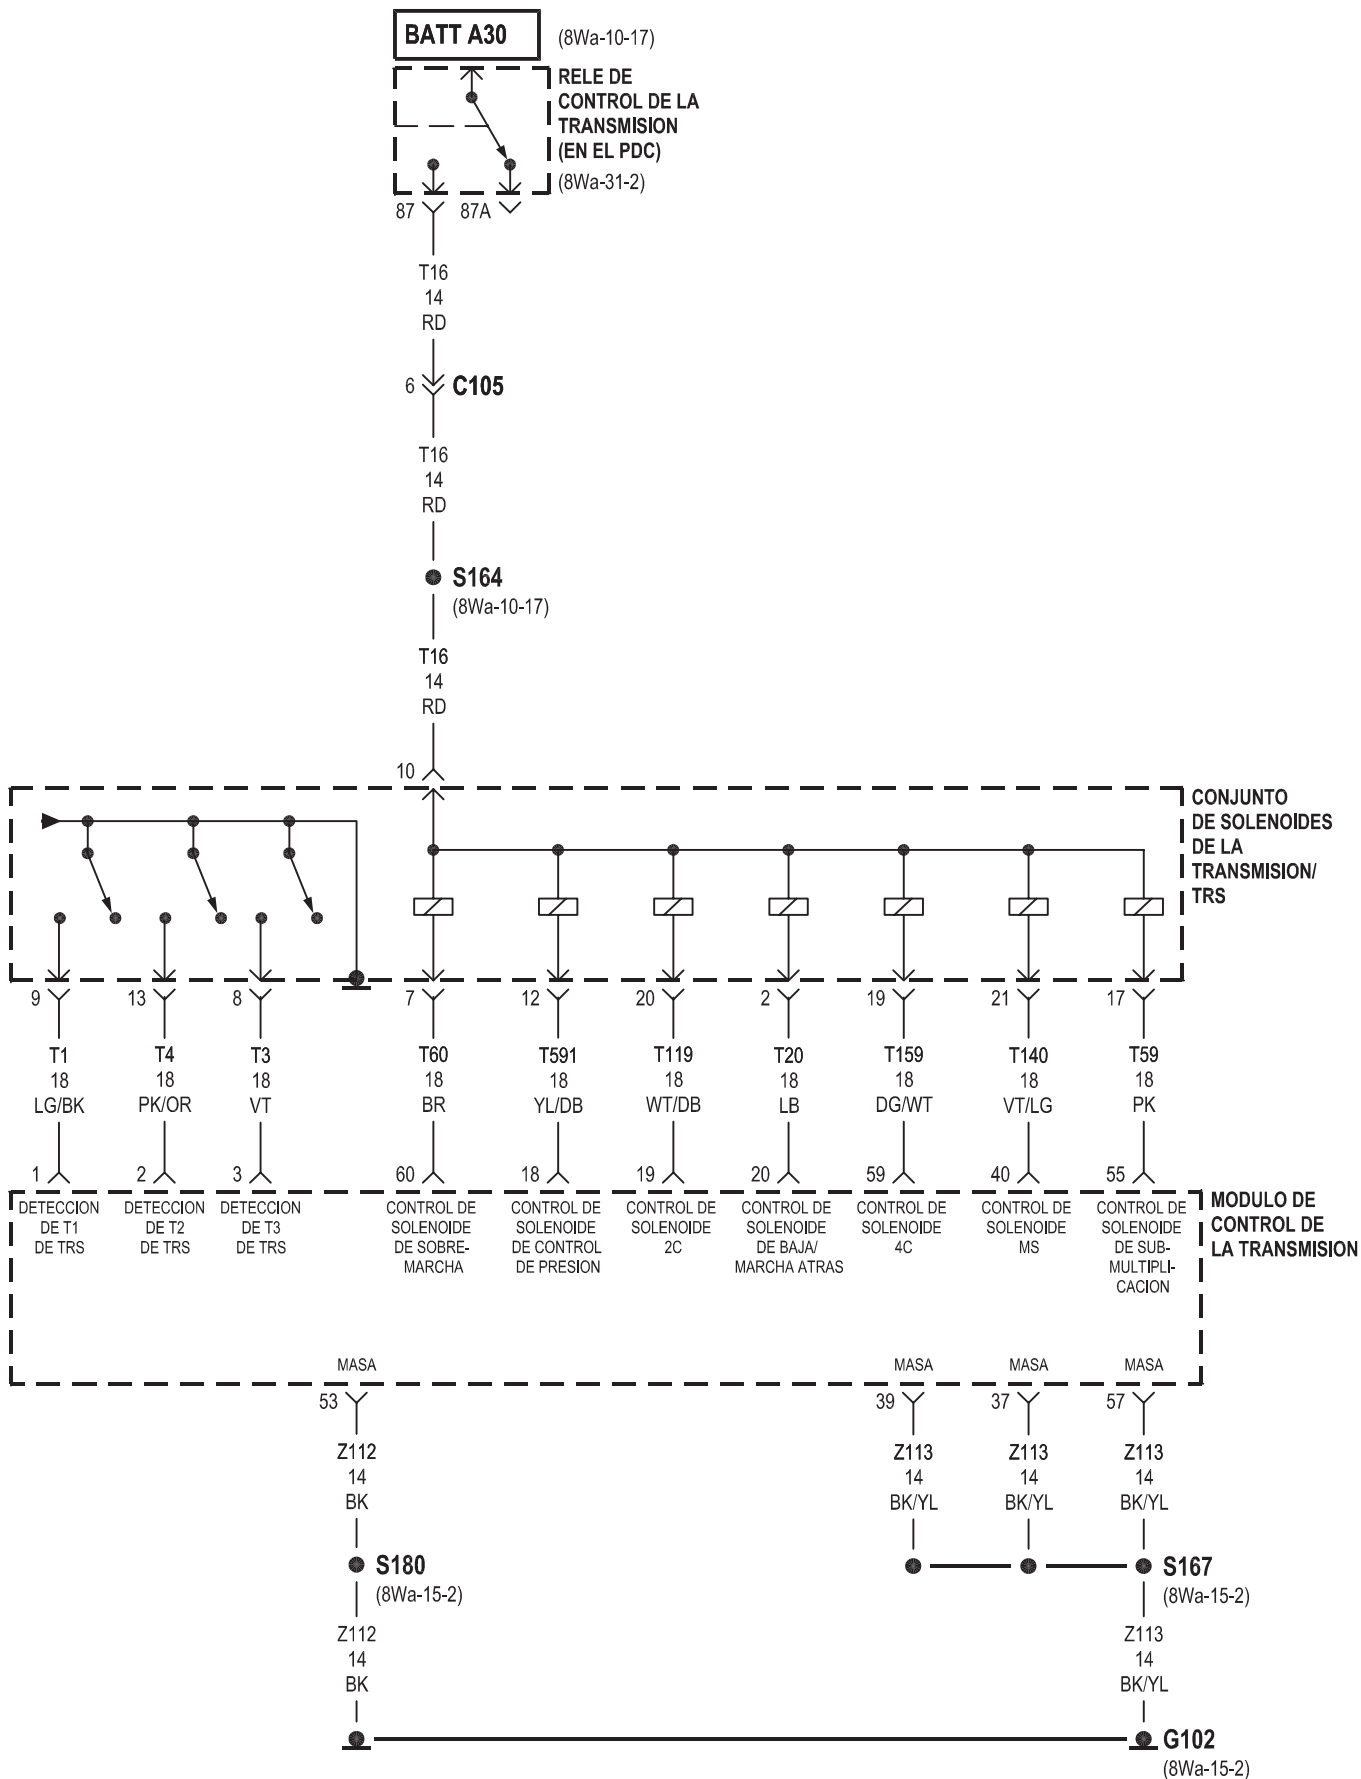 BATT A30
(8Wa-10-17)
RELE DE
CONTROL DE LA
TRANSMISION
(EN EL PDC)
(8Wa-31-2)
87 87A
T16
14
RD
6 C105
T16
14
RD
S164
(8Wa-10-17)
T16
14
RD
10
CONJUNTO
DE SOLENOIDES
DE LA
TRANSMISION/
TRS
9 13 8 7 12 20 2 19 21 17
T1 T4 T3 T60 T591 T119 T20 T159 T140 T59
18 18 18 18 18 18 18 18 18 18
LG/BK PK/OR VT BR YL/DB WT/DB LB DG/WT VT/LG PK
1 2 3 60 18 19 20 59 40 55
DETECCION
DE T1
DE TRS
DETECCION
DE T2
DE TRS
DETECCION
DE T3
DE TRS
CONTROL DE
SOLENOIDE
DE SOBRE-
MARCHA
CONTROL DE
SOLENOIDE
DE CONTROL
DE PRESION
CONTROL DE
SOLENOIDE
2C
CONTROL DE
SOLENOIDE
DE BAJA/
MARCHA ATRAS
CONTROL DE
SOLENOIDE
4C
CONTROL DE
SOLENOIDE
MS
CONTROL DE
SOLENOIDE
DE SUB-
MULTIPLI-
CACION
MODULO DE
CONTROL DE
LA TRANSMISION
MASA MASA MASA MASA
53 39 37 57
Z112 Z113 Z113 Z113
14 14 14 14
BK BK/YL BK/YL BK/YL
S180
(8Wa-15-2)
S167
(8Wa-15-2)
Z112 Z113
14 14
BK BK/YL
G102
(8Wa-15-2)